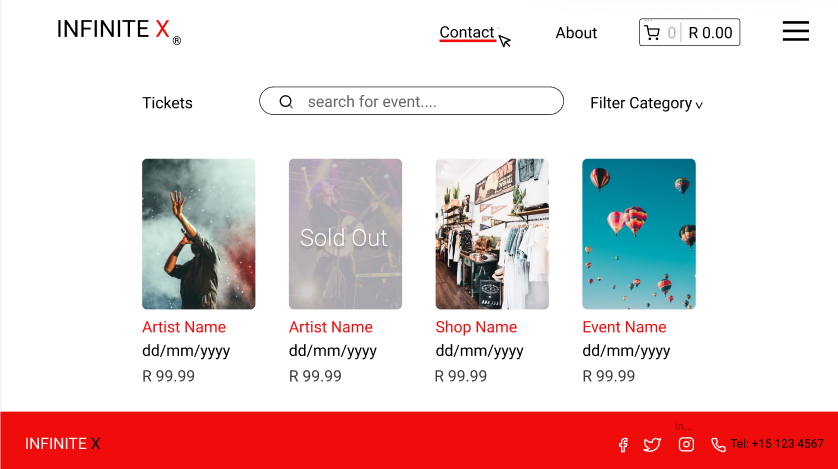 INFINITE X ®
Contact
About
0 R 0.00
Tickets
search for event....
Filter Category
Sold Out
Artist Name
dd/mm/yyyy
R 99.99
Artist Name
dd/mm/yyyy
R 99.99
Shop Name
dd/mm/yyyy
R 99.99
Event Name
dd/mm/yyyy
R 99.99
INFINITE X
in...
Tel: +15 123 4567